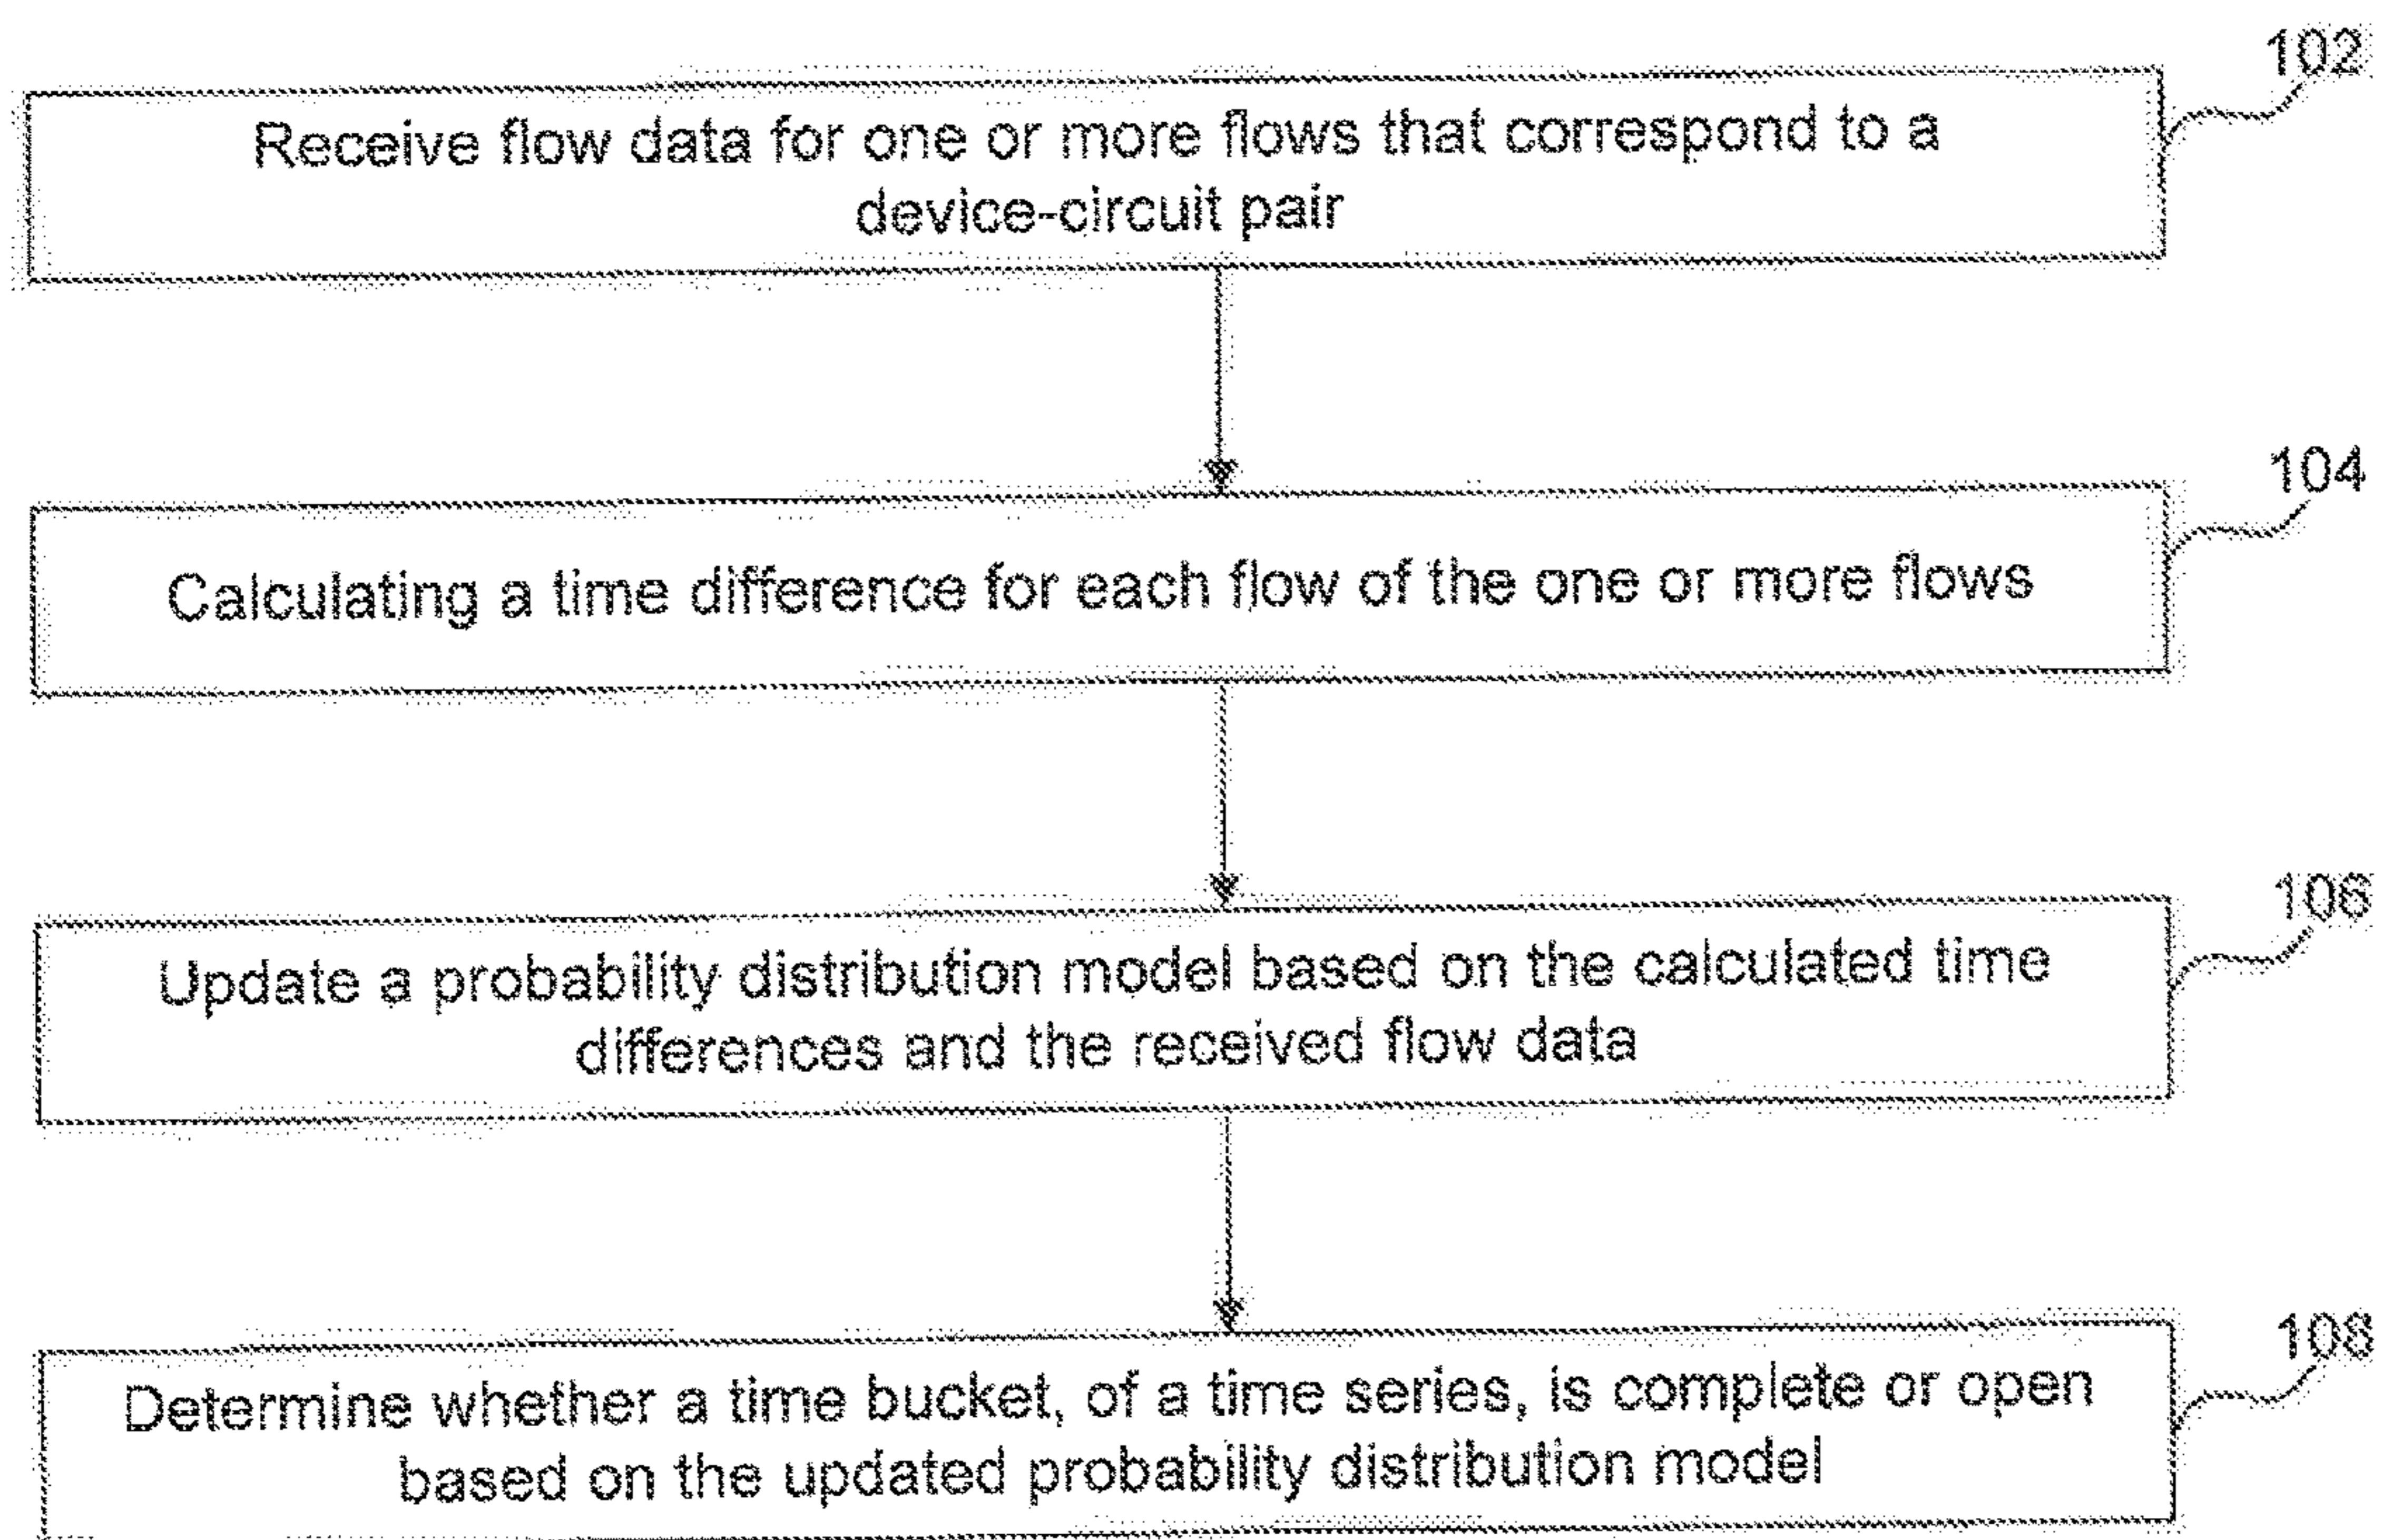 102
Receive flow data for one or more flows that correspond to a
device-circuit pair
104
Calculating a time difference for each flow of the one or more flows
106
Update a probability distribution model based on the calculated time
differences and the received flow data
108
Determine whether a time bucket, of a time series, is complete or open
based on the updated probability distribution model